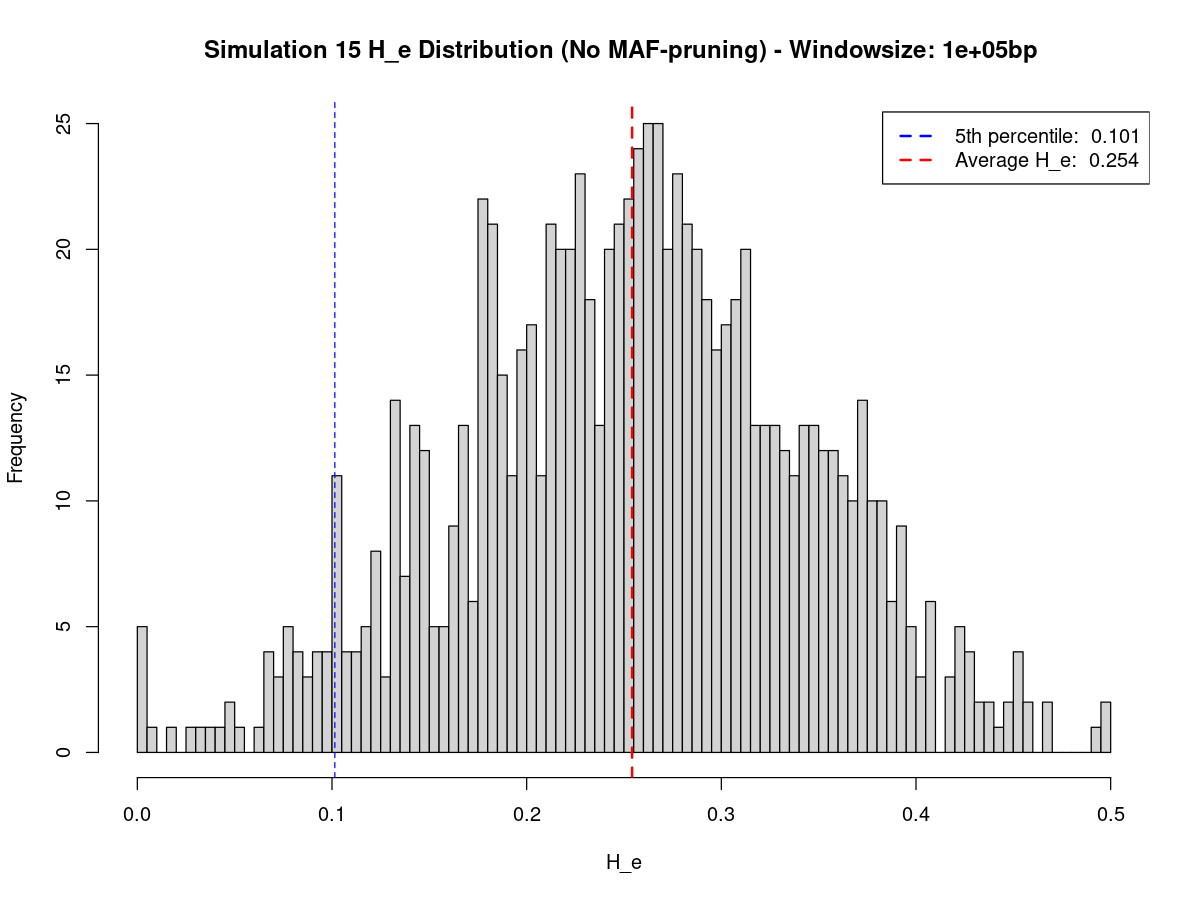 Simulation 15 H_e Distribution (No MAF-pruning) - Windowsize: 1e+05bp
5th percentile: 0.101
Average H_e: 0.254
Frequency
25
20
15
10
5
0
0.0 0.1 0.2 0.3 0.4 0.5
H_e